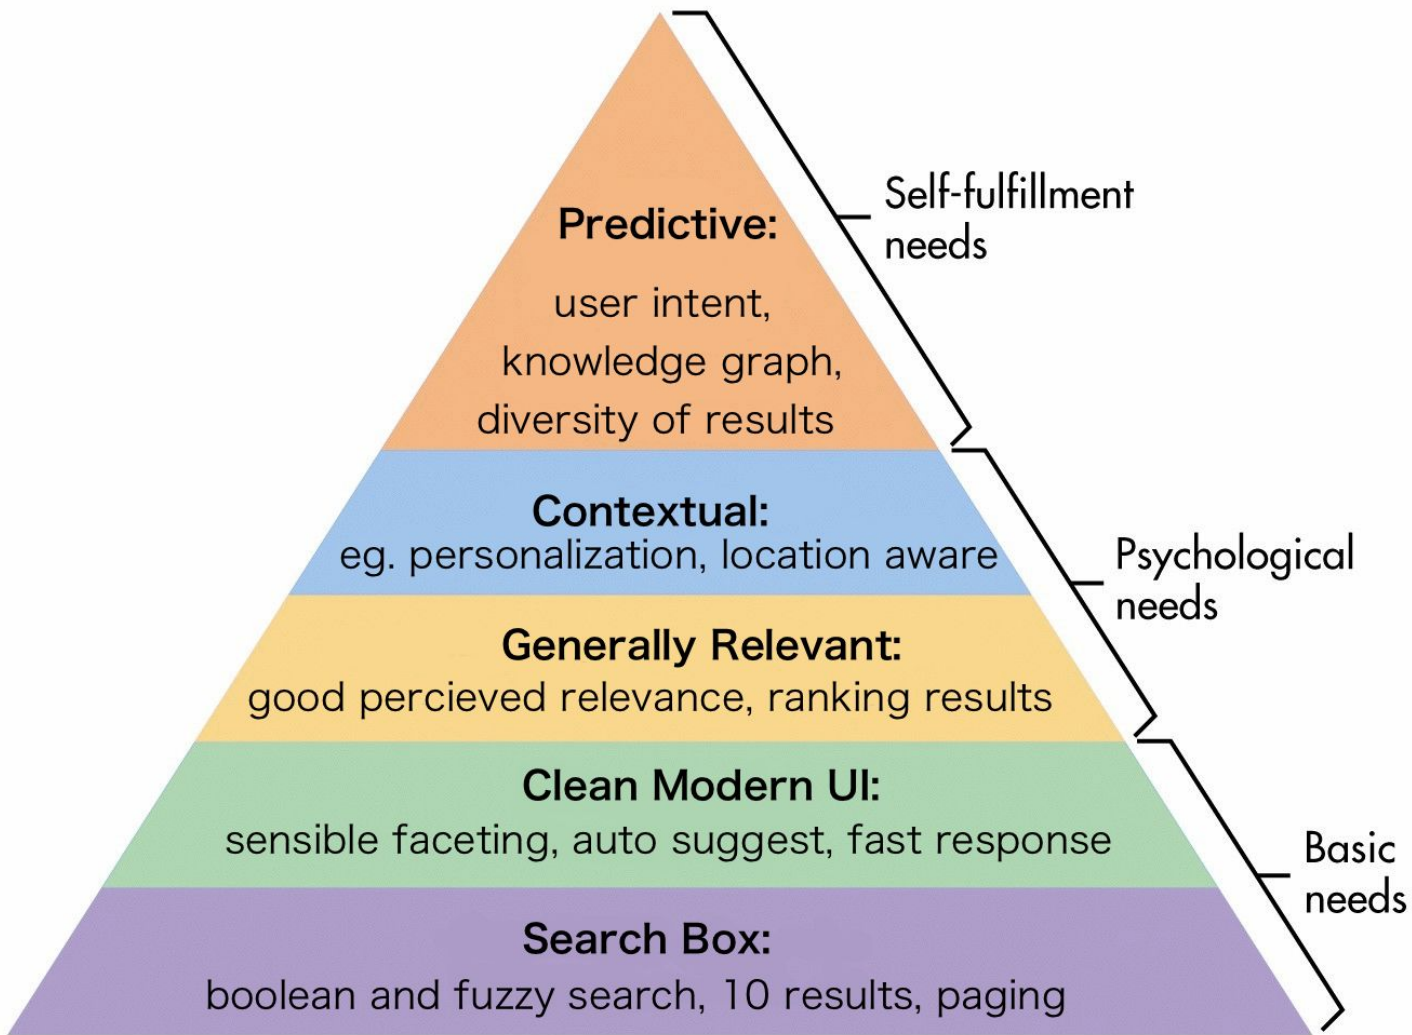 Predictive:
user intent,
knowledge graph,
diversity of results
Self-fulfillment
needs
Contextual:
eg. personalization, location aware
Generally Relevant:
good percieved relevance, ranking results
Psychological
needs
Clean Modern UI:
sensible faceting, auto suggest, fast response
Search Box:
boolean and fuzzy search, 10 results, paging
Basic
needs